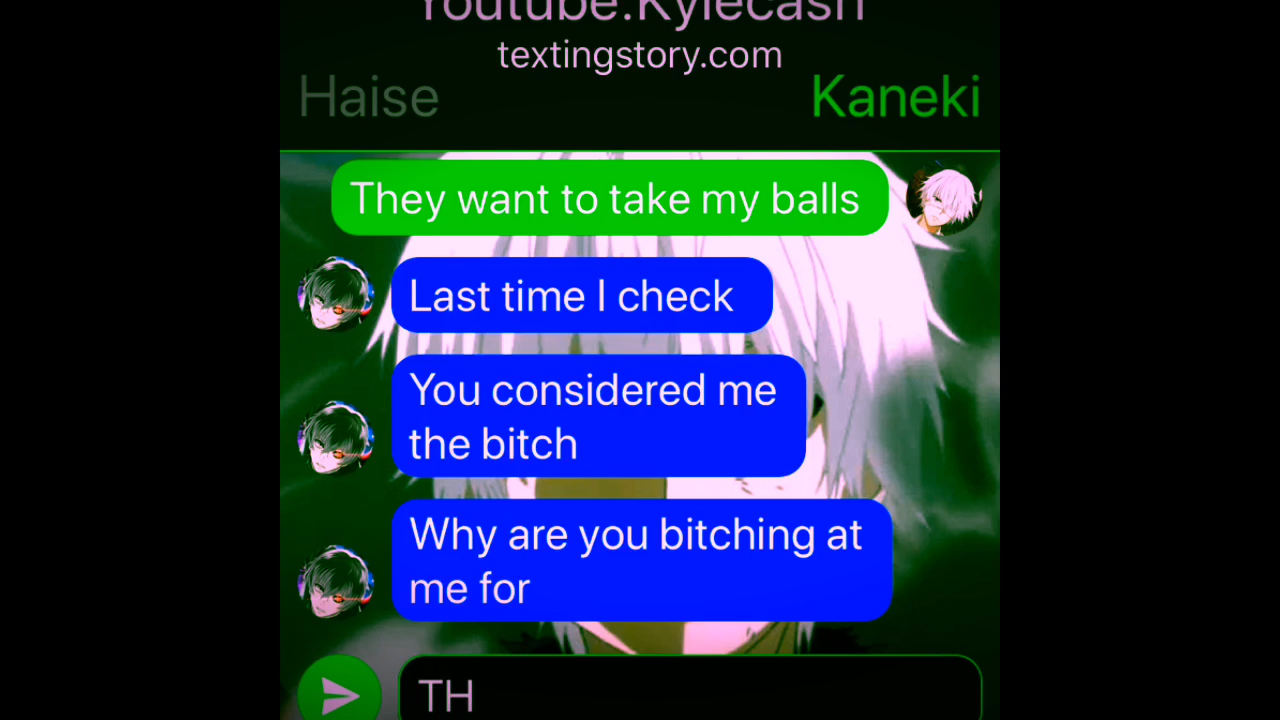 Youtube.Kylecash
textingstory.com
Haise
Kaneki
They want to take my balls
Last time I check
You considered me
the bitch
Why are you bitching at
me for
TH